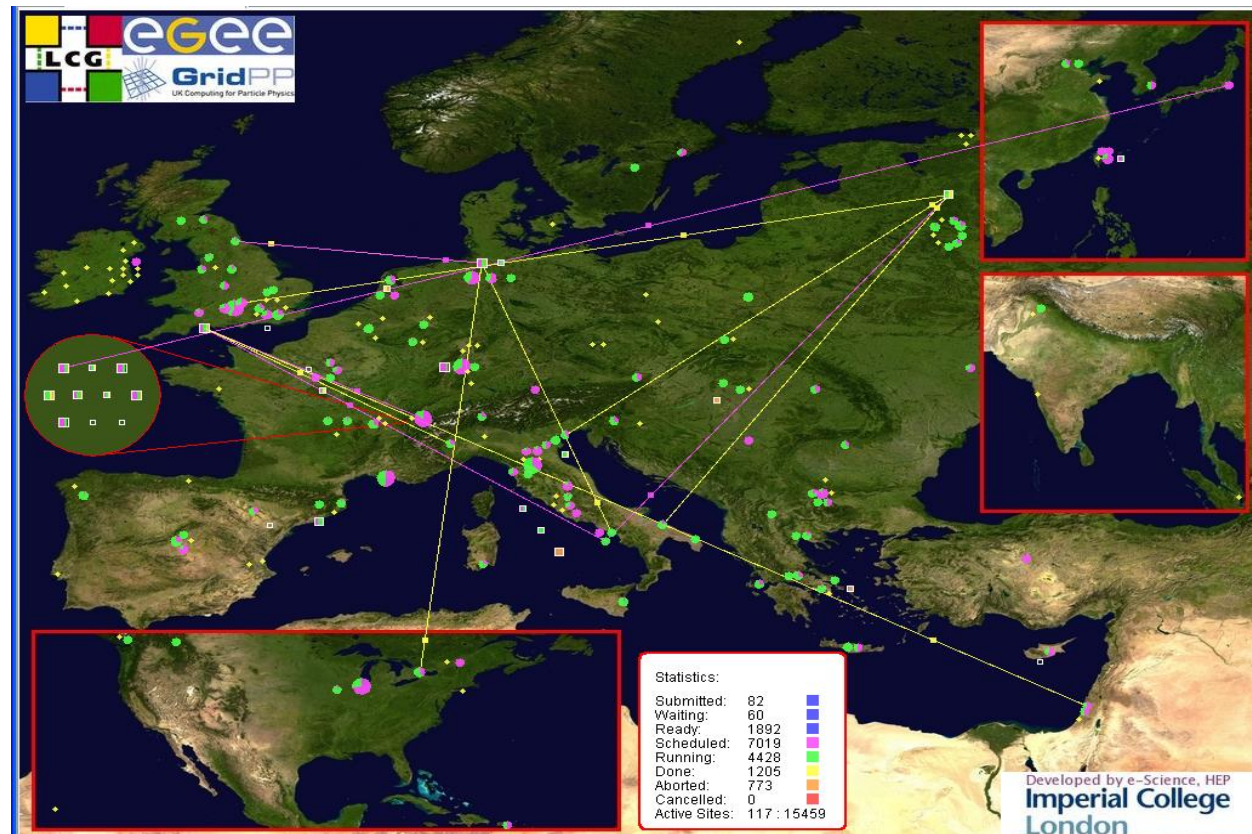 LCG
eGee
GridPP
UK Computing for Particle Physics
Statistics:
Submitted: 82
Waiting: 60
Ready: 1892
Scheduled: 7019
Running: 4428
Done: 1205
Aborted: 773
Cancelled: 0
Active Sites: 117 : 15459
Developed by e-Science, HEP
Imperial College
London